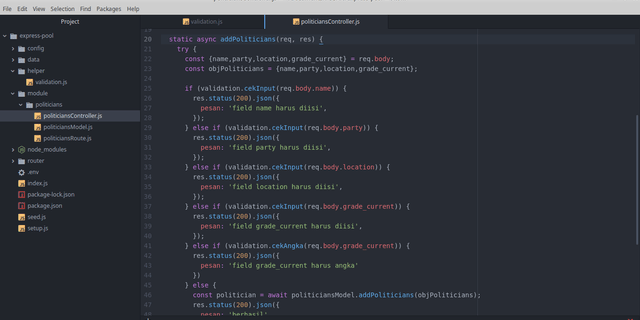 File Edit View Selection Find Packages Help
Project
validation.js
politiciansController.js
express-pool
config
data
helper
validation.js
module
politicians
politiciansController.js
politiciansModel.js
politiciansRoute.js
node_modules
router
.env
index.js
package-lock.json
package.json
seed.js
setup.js
20 static async addPoliticians(req, res) {
21 try {
22 const {name,party,location,grade_current} = req.body;
23 const objPoliticians = {name,party,location,grade_current};
24
25 if (validation.cekInput(req.body.name)) {
26 res.status(200).json({
27 pesan: 'field name harus diisi',
28 });
29 } else if (validation.cekInput(req.body.party)) {
30 res.status(200).json({
31 pesan: 'field party harus diisi',
32 });
33 } else if (validation.cekInput(req.body.location)) {
34 res.status(200).json({
35 pesan: 'field location harus diisi',
36 });
37 } else if (validation.cekInput(req.body.grade_current)) {
38 res.status(200).json({
39 pesan: 'field grade_current harus diisi',
40 });
41 } else if (validation.cekAngka(req.body.grade_current)) {
42 res.status(200).json({
43 pesan: 'field grade_current harus angka'
44 })
45 } else {
46 const politician = await politiciansModel.addPoliticians(objPoliticians);
47 res.status(200).json({
48 pesan: 'berhasil'